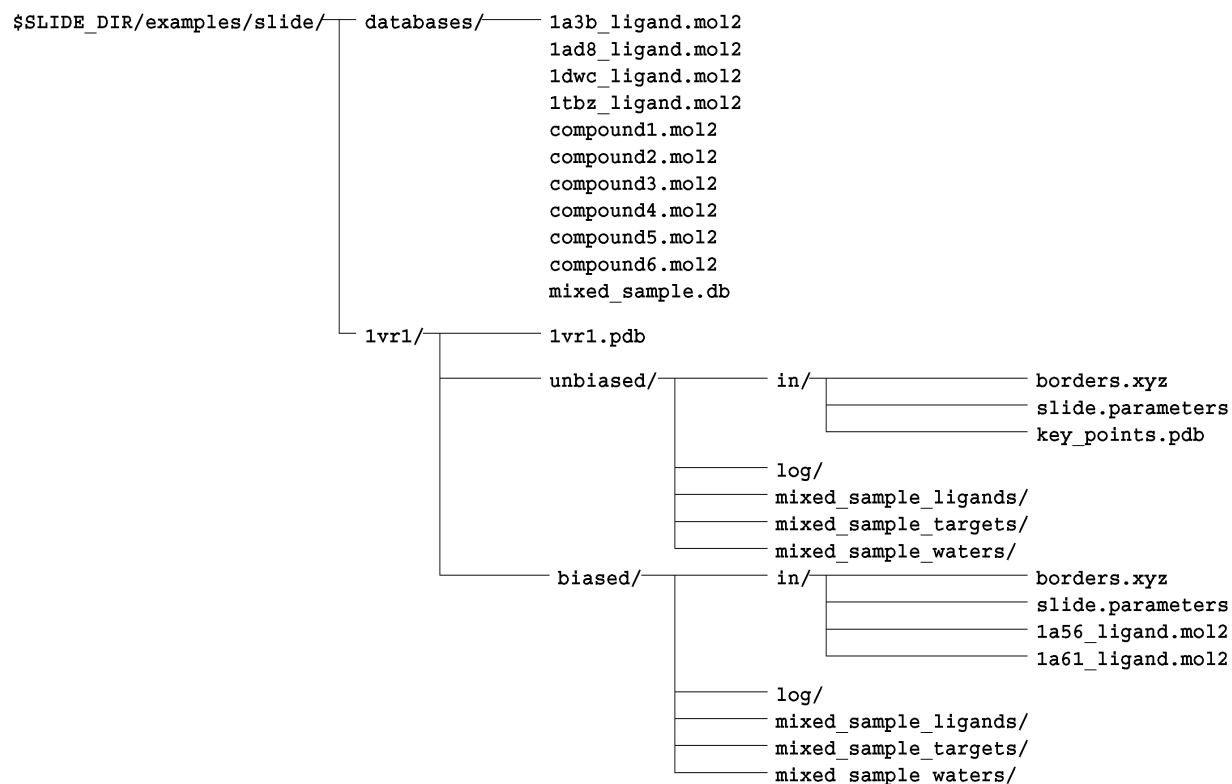 $SLIDE_DIR/examples/slide/ databases/ 1a3b_ligand.mol2
1ad8_ligand.mol2
1dwc_ligand.mol2
1tbz_ligand.mol2
compound1.mol2
compound2.mol2
compound3.mol2
compound4.mol2
compound5.mol2
compound6.mol2
mixed_sample.db
1vr1/ 1vr1.pdb
unbiased/ in/ borders.xyz
slide.parameters
key_points.pdb
log/
mixed_sample_ligands/
mixed_sample_targets/
mixed_sample_waters/
biased/ in/ borders.xyz
slide.parameters
1a56_ligand.mol2
1a61_ligand.mol2
log/
mixed_sample_ligands/
mixed_sample_targets/
mixed_sample_waters/